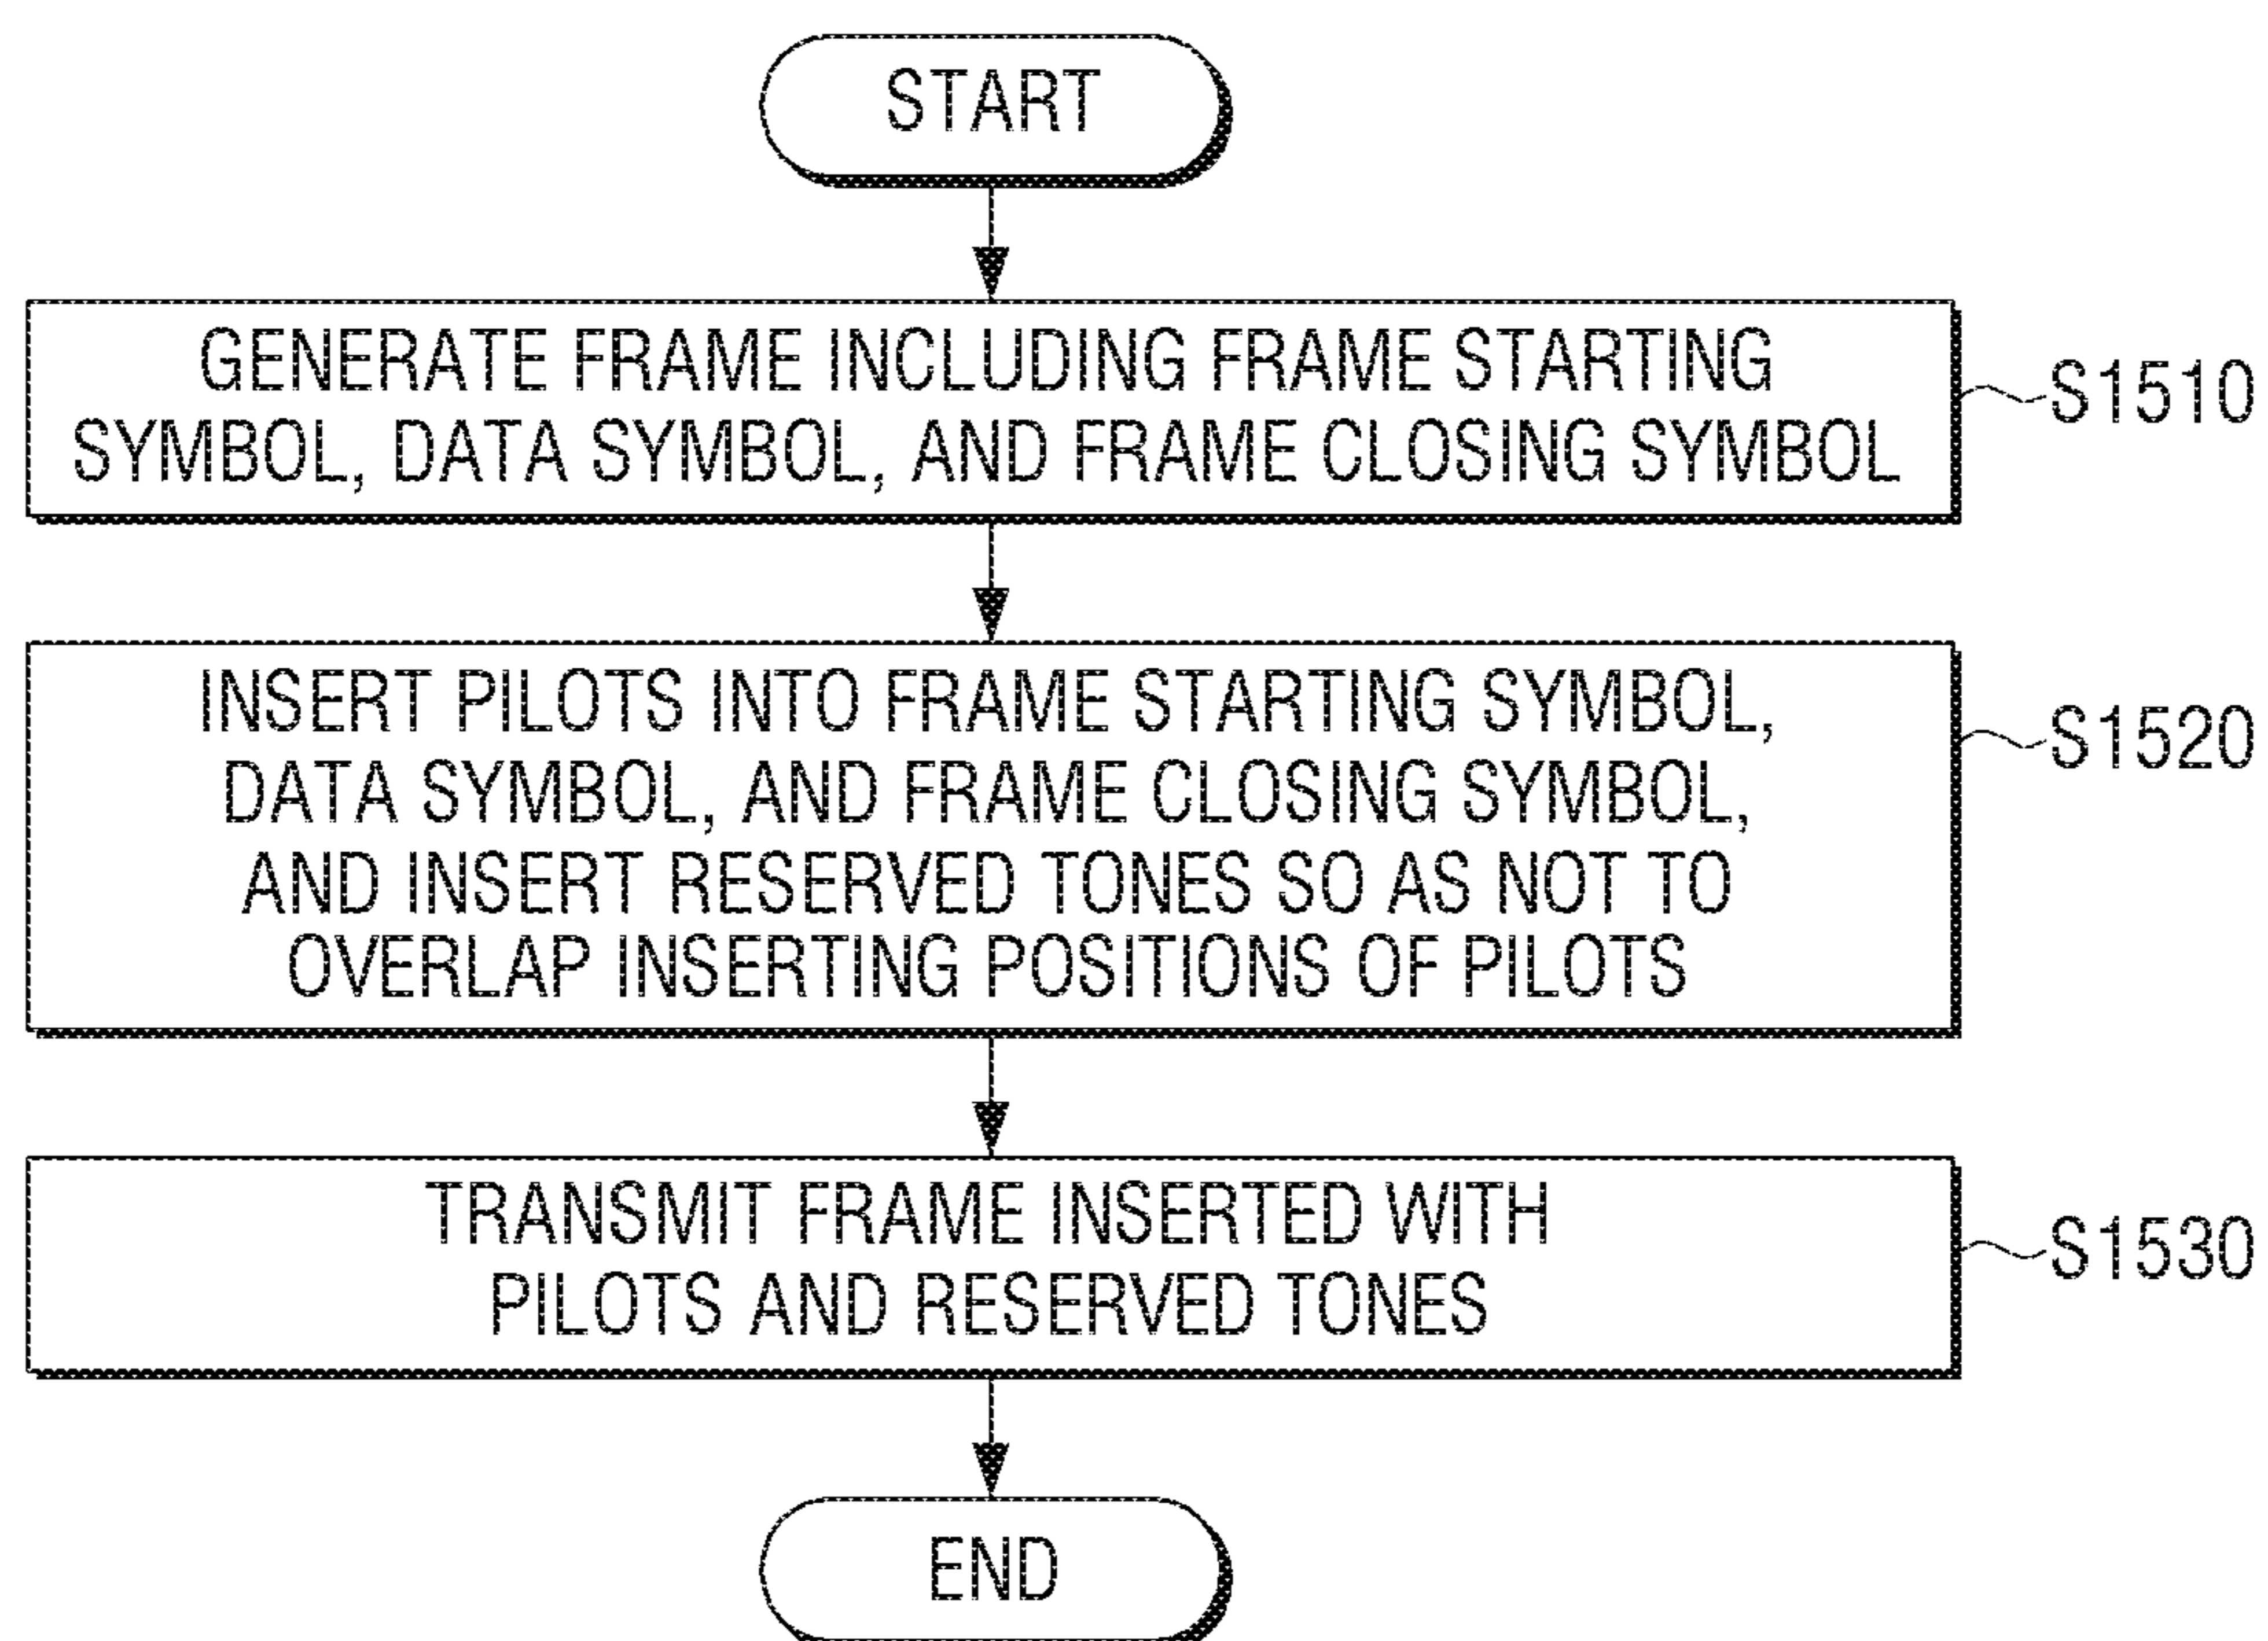 START
GENERATE FRAME INCLUDING FRAME STARTING
SYMBOL, DATA SYMBOL, AND FRAME CLOSING SYMBOL
S1510
INSERT PILOTS INTO FRAME STARTING SYMBOL,
DATA SYMBOL, AND FRAME CLOSING SYMBOL,
AND INSERT RESERVED TONES SO AS NOT TO
OVERLAP INSERTING POSITIONS OF PILOTS
S1520
TRANSMIT FRAME INSERTED WITH
PILOTS AND RESERVED TONES
S1530
END